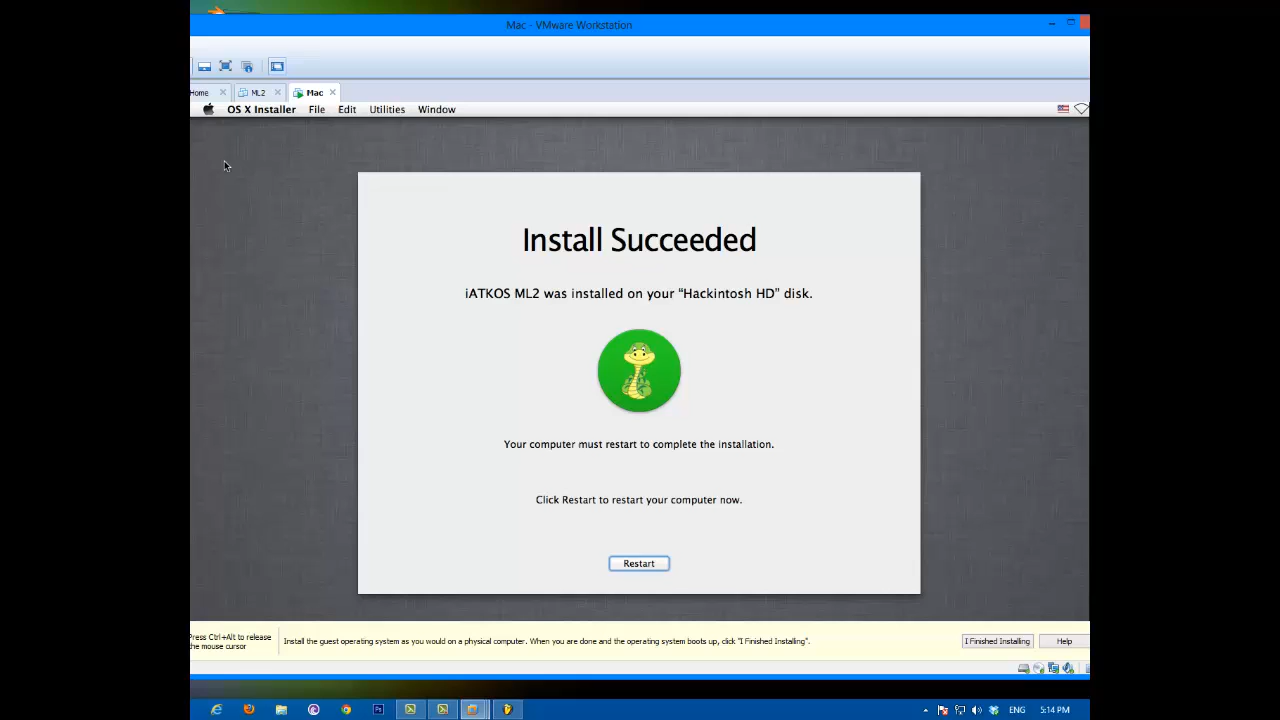 Mac - VMware Workstation
Home
ML2
Mac
OS X Installer File Edit Utilities Window
Install Succeeded
iATKOS ML2 was installed on your “Hackintosh HD” disk.
Your computer must restart to complete the installation.
Click Restart to restart your computer now.
Restart
Press Ctrl+Alt to release
the mouse cursor
Install the guest operating system as you would on a physical computer. When you are done and the operating system boots up, click "I Finished Installing".
I Finished Installing
Help
Ps
ENG
5:14 PM